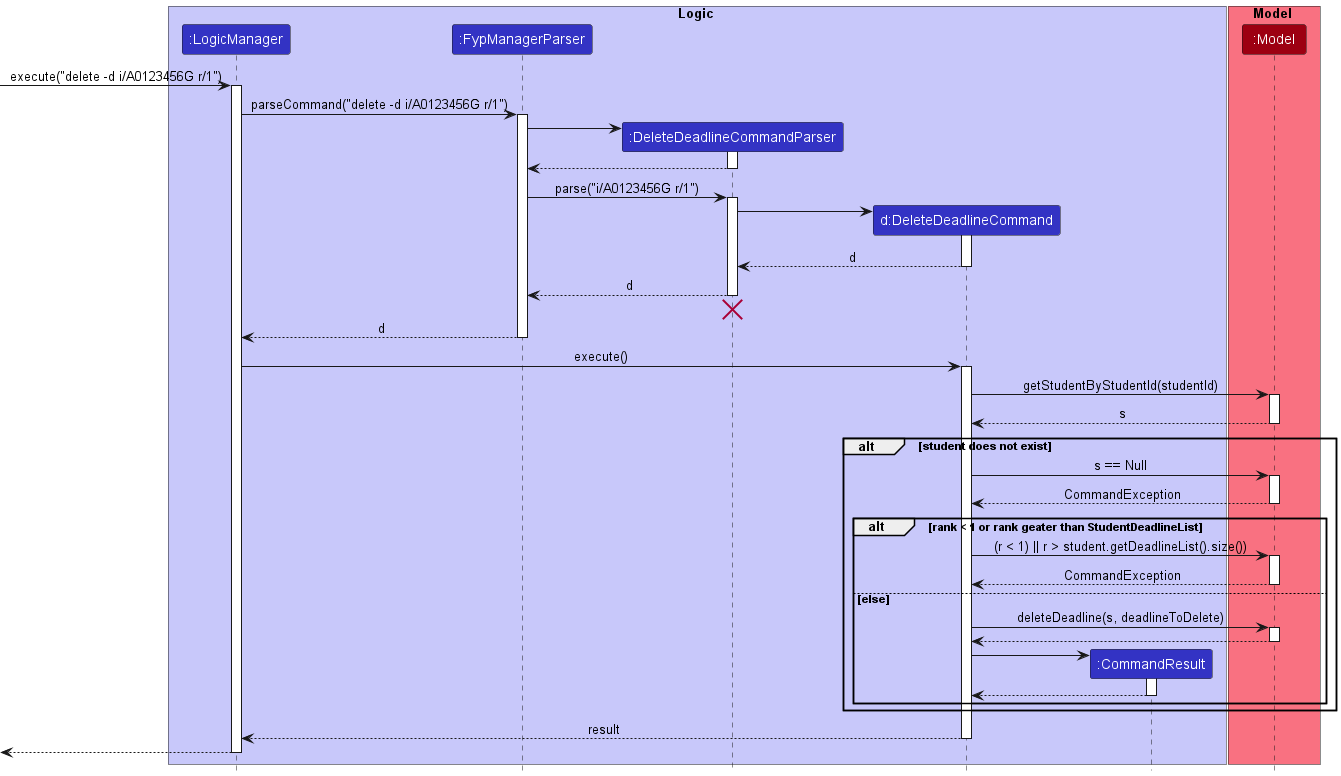 Logic
Model
:LogicManager
:FypManagerParser
:Model
execute("delete -d i/A0123456G r/1")
parseCommand("delete -d i/A0123456G r/1")
:DeleteDeadlineCommandParser
parse("i/A0123456G r/1")
d:DeleteDeadlineCommand
d
d
d
execute()
getStudentByStudentId(studentId)
s
alt
[student does not exist]
s == Null
CommandException
alt
[rank < 1 or rank geater than StudentDeadlineList]
(r < 1) || r > student.getDeadlineList().size())
CommandException
[else]
deleteDeadline(s, deadlineToDelete)
:CommandResult
result